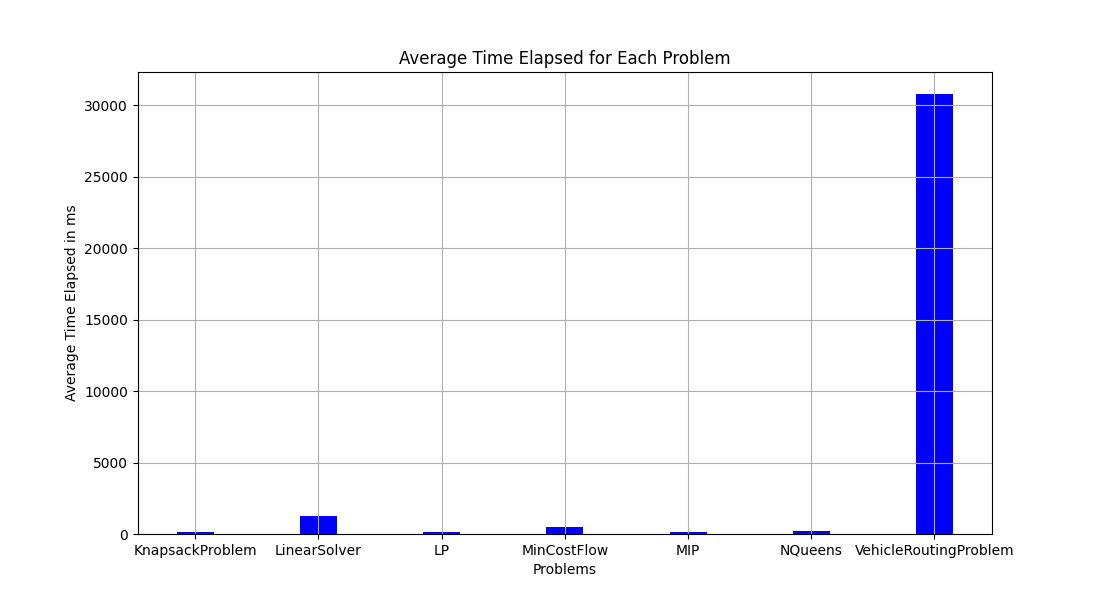 Average Time Elapsed for Each Problem
Average Time Elapsed in ms
30000
25000
20000
15000
10000
5000
0
KnapsackProblem LinearSolver LP MinCostFlow MIP NQueens VehicleRoutingProblem
Problems